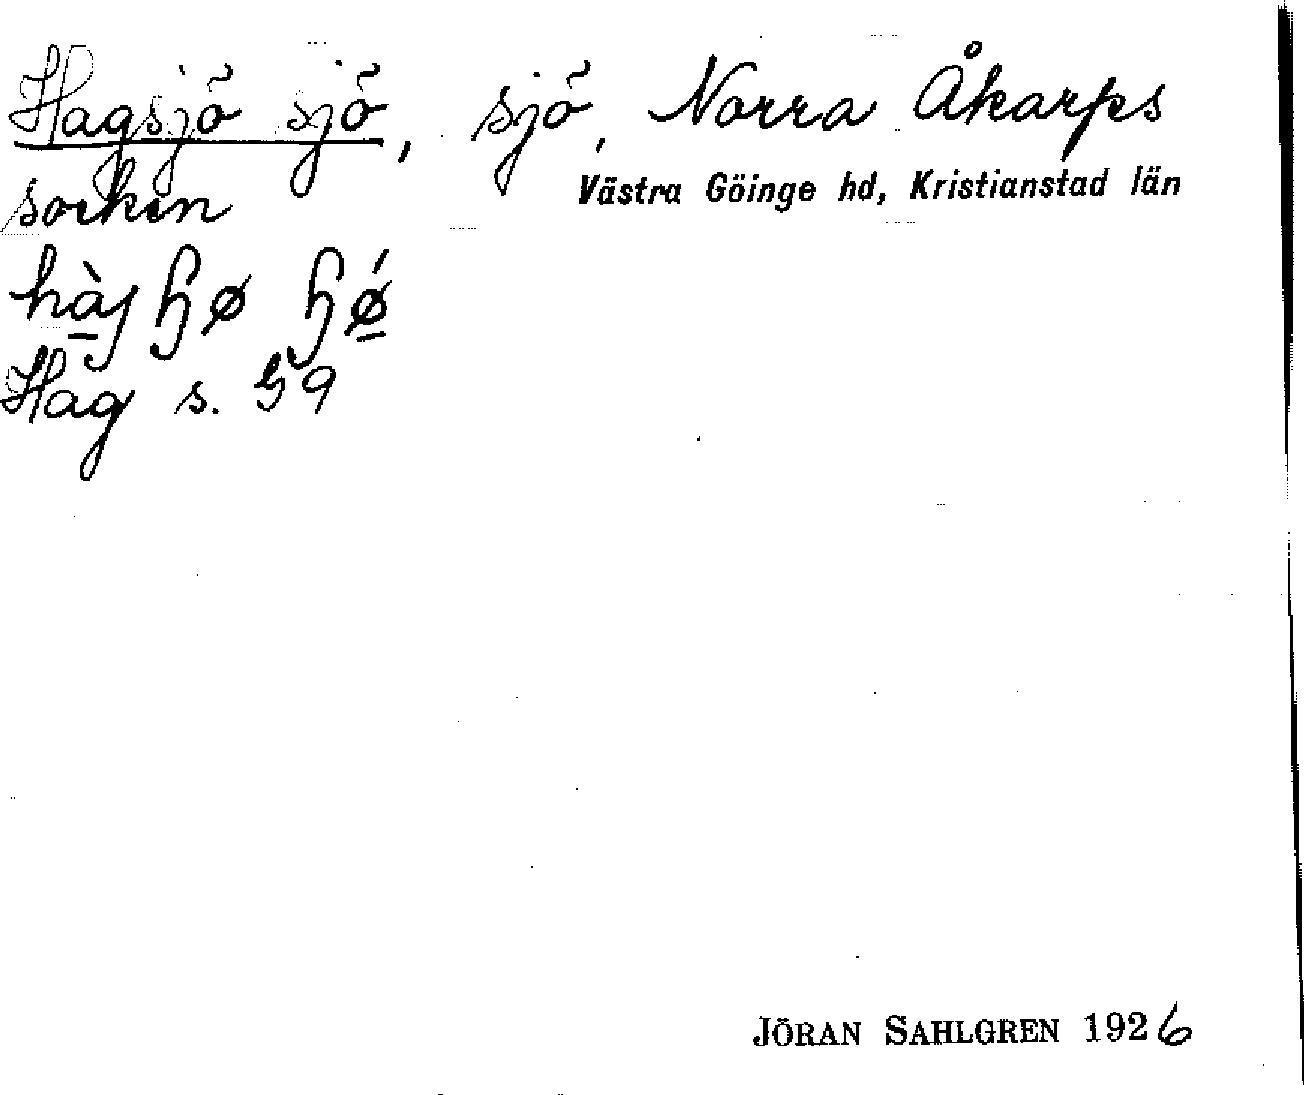 Hagsjö sjö, sjö, Norra Åkarps
socken Västra Göinge hd, Kristianstad län
Hag s. 59
JÖRAN SAHLGREN 1926